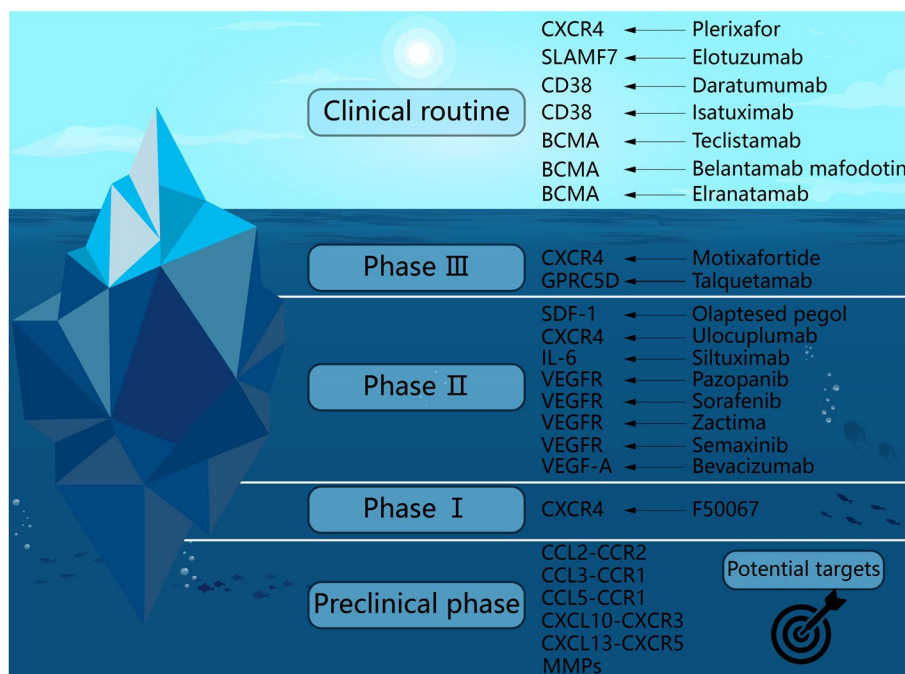 CXCR4 Plerixafor
SLAMF7 Elotuzumab
CD38 Daratumumab
Clinical routine
CD38 Isatuximab
BCMA Teclistamab
BCMA Belantamab mafodotin
BCMA Elranatamab
Phase Ⅲ
CXCR4 Motixafortide
GPRC5D Talquetamab
SDF-1 Olaptesed pegol
CXCR4 Ulocuplumab
IL-6 Siltuximab
Phase Ⅱ
VEGFR Pazopanib
VEGFR Sorafenib
VEGFR Zactima
VEGFR Semaxinib
VEGF-A Bevacizumab
Phase Ⅰ
CXCR4 F50067
Preclinical phase
CCL2-CCR2
CCL3-CCR1
CCL5-CCR1
CXCL10-CXCR3
CXCL13-CXCR5
MMPs
Potential targets